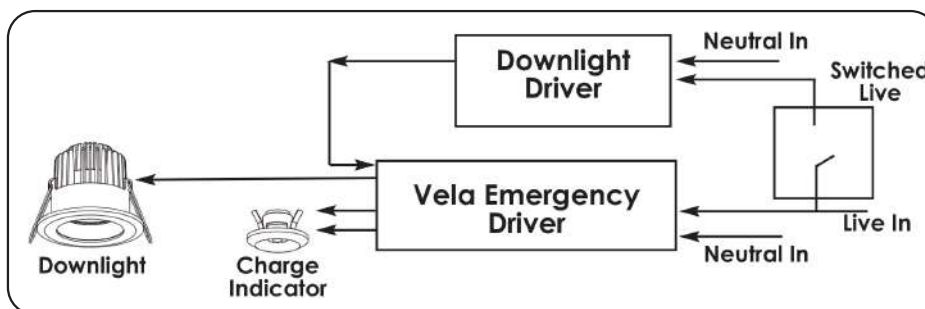 Neutral In
Downlight
Driver
Switched
Live
Vela Emergency
Driver
Live In
Neutral In
Downlight
Charge
Indicator